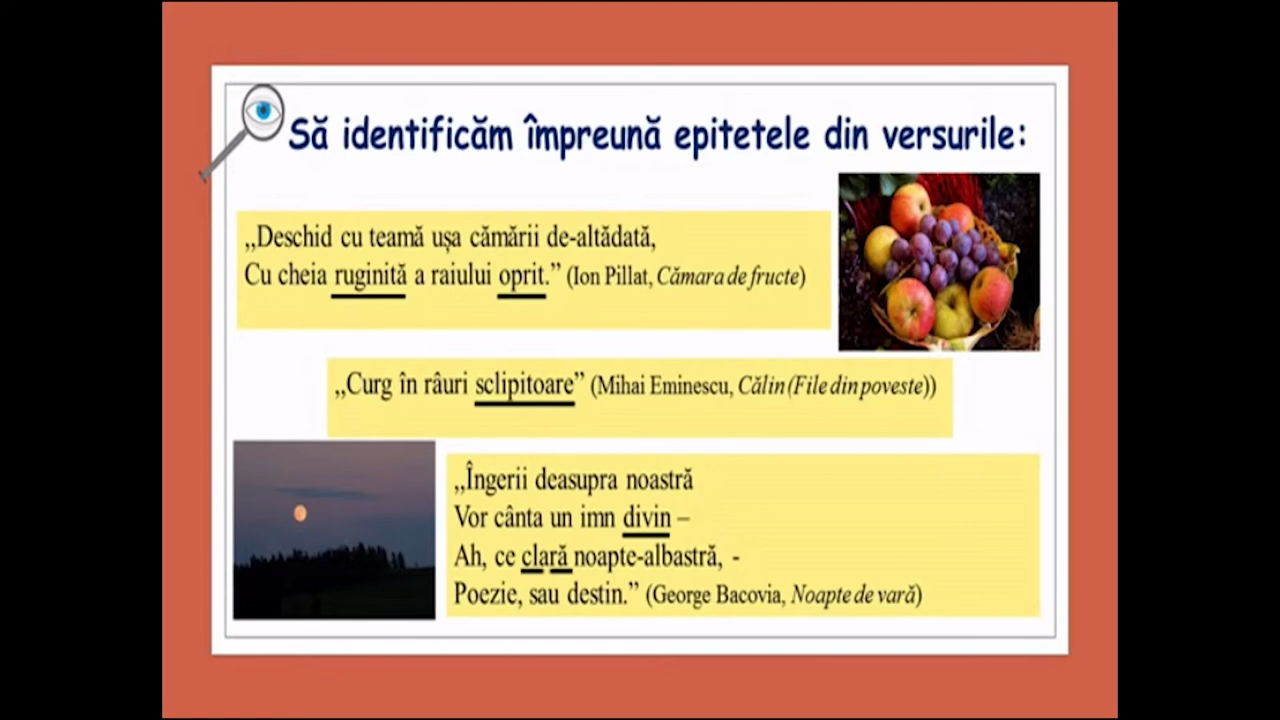 Să identificăm împreună epitetele din versurile:
,,Deschid cu teamă ușa cămării de-altădată,
Cu cheia ruginită a raiului oprit.” (Ion Pillat, Cămara de fructe)
,,Curg în râuri sclipitoare” (Mihai Eminescu, Călin (File din poveste))
,,Îngerii deasupra noastră
Vor cânta un imn divin –
Ah, ce clară noapte-albastră, -
Poezie, sau destin.” (George Bacovia, Noapte de vară)